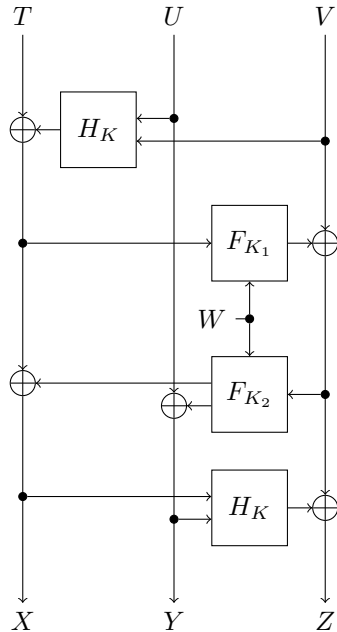 T U V
H_K
F_{K_1}
W
F_{K_2}
H_K
X Y Z